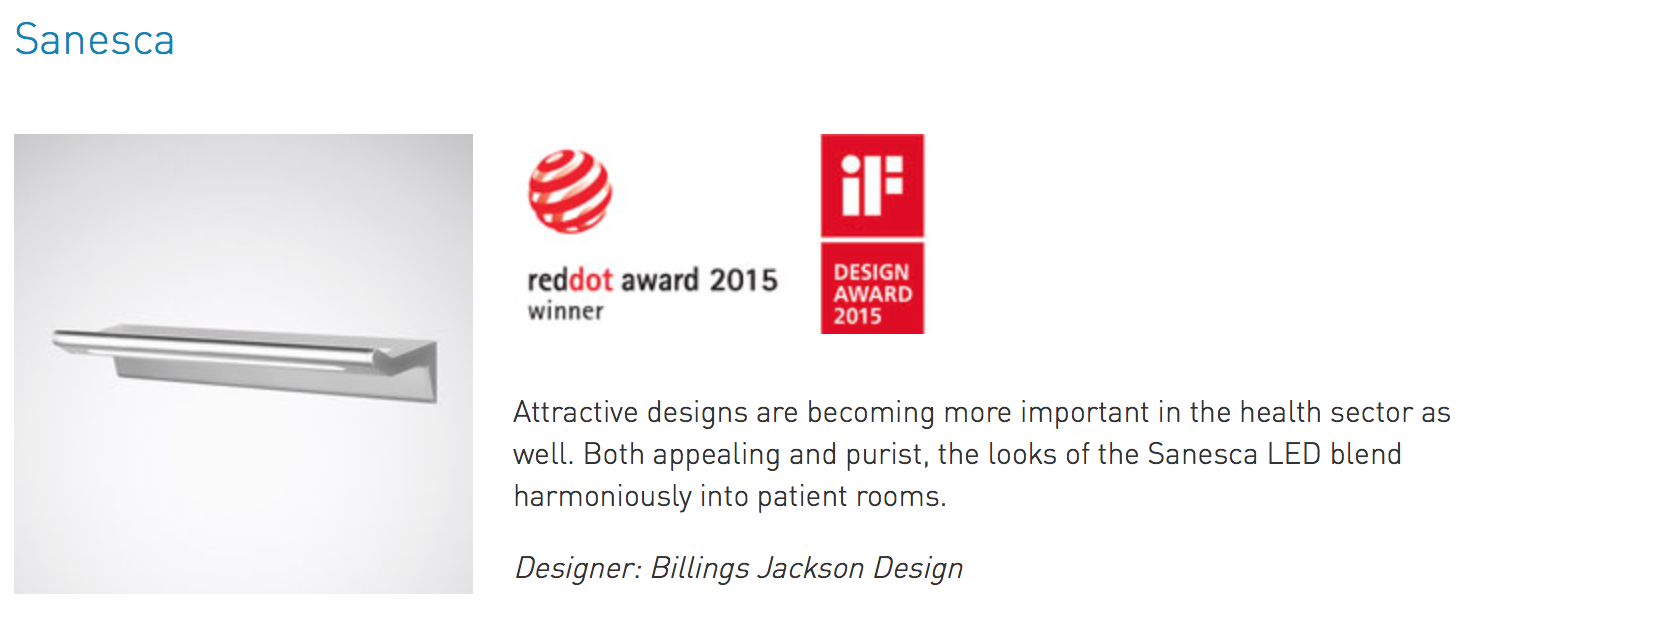 Sanesca
reddot award 2015
winner
iF
DESIGN
AWARD
2015
Attractive designs are becoming more important in the health sector as
well. Both appealing and purist, the looks of the Sanesca LED blend
harmoniously into patient rooms.
Designer: Billings Jackson Design